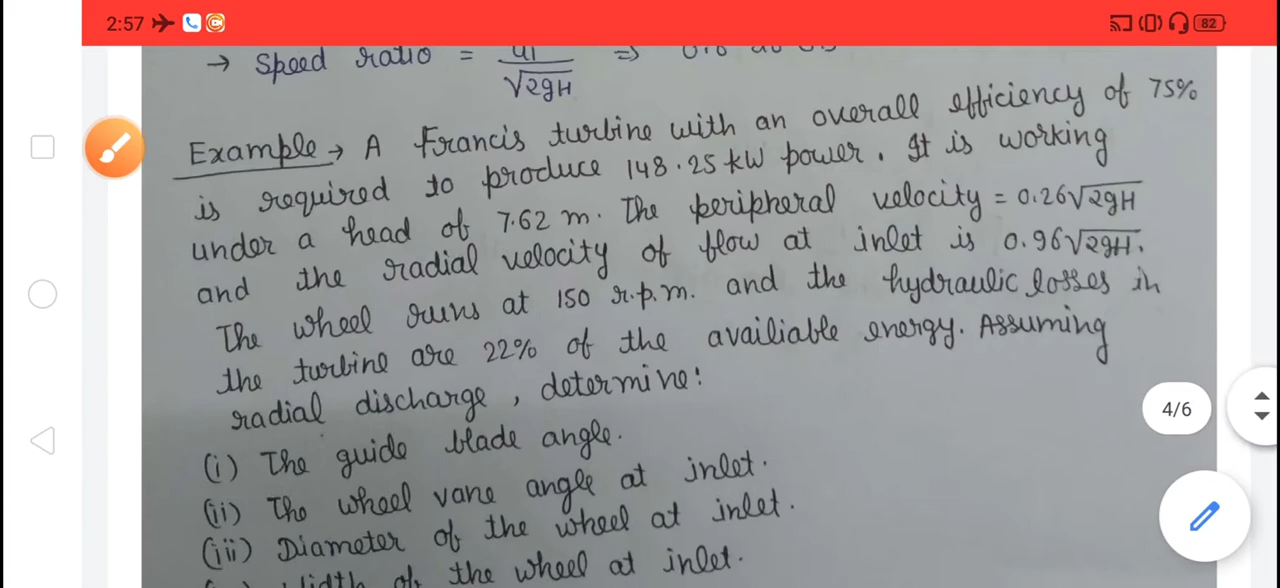 2:57 82
→ Speed ratio = u1/√2gH ⇒
Example → A Francis turbine with an overall efficiency of 75%
is required to produce 148.25 kW power. It is working
under a head of 7.62 m. The peripheral velocity = 0.26√2gH
and the radial velocity of flow at inlet is 0.96√2gH.
The wheel runs at 150 r.p.m. and the hydraulic losses in
the turbine are 22% of the availiable energy. Assuming
radial discharge, determine:
(i) The guide blade angle.
(ii) The wheel vane angle at inlet.
(iii) Diameter of the wheel at inlet.
Width of the wheel at inlet.
4/6